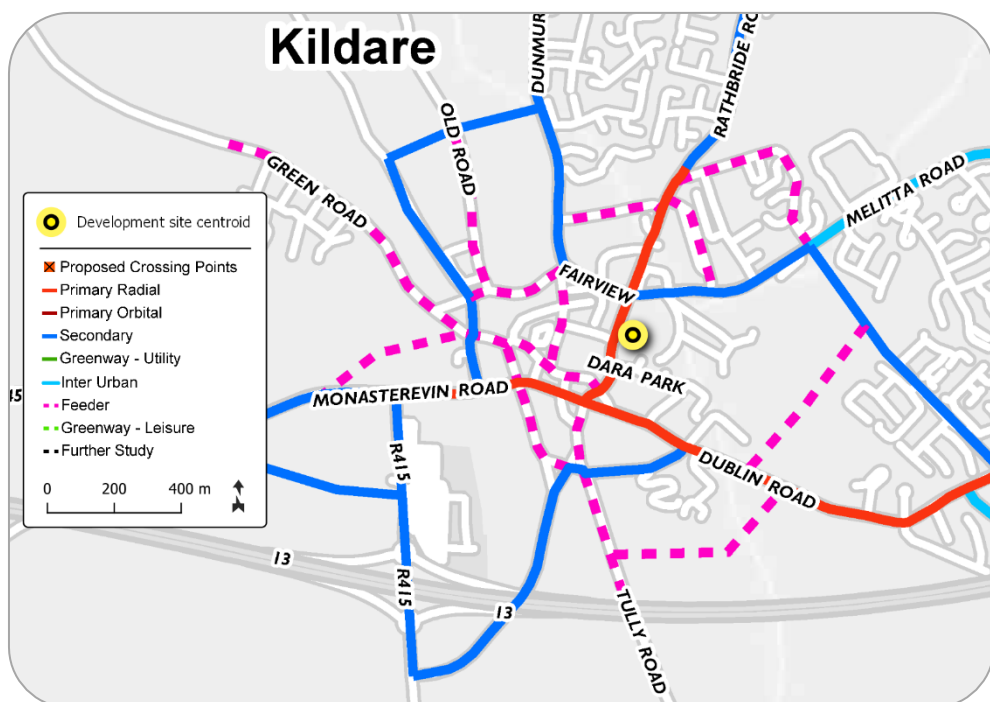 Kildare
DUNMUR
RATHBRIDE RO
OLD ROAD
GREEN ROAD
MELITTA ROAD
Development site centroid
Proposed Crossing Points
Primary Radial
Primary Orbital
Secondary
Greenway - Utility
Inter Urban
Feeder
Greenway - Leisure
Further Study
0 200 400 m
FAIRVIEW
DARA PARK
45
MONASTEREVIN ROAD
R415
DUBLIN ROAD
13
R415
13
TULLY ROAD